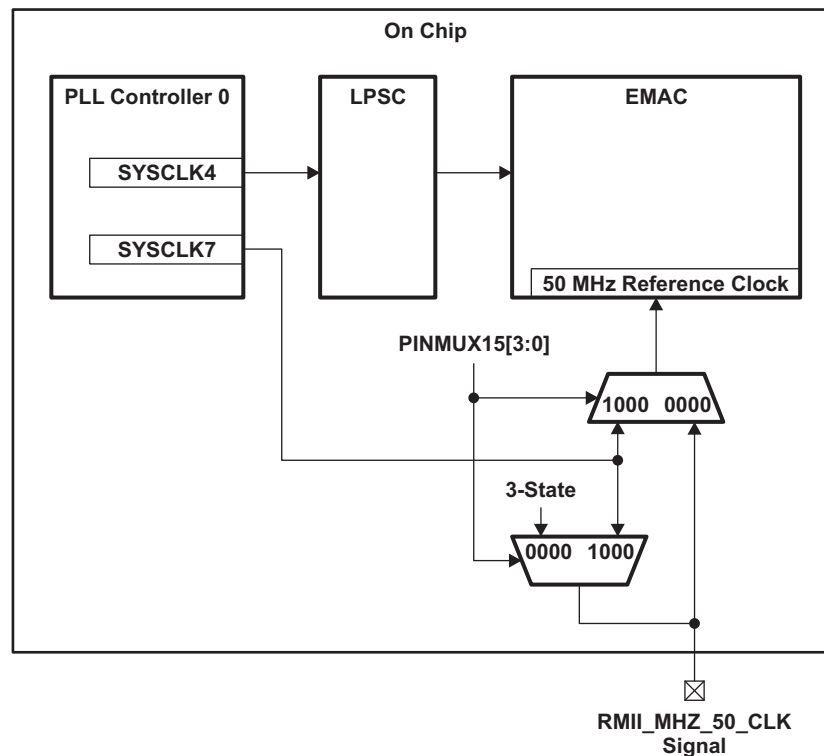 On Chip
PLL Controller 0
LPSC
EMAC
SYSCLK4
SYSCLK7
50 MHz Reference Clock
PINMUX15[3:0]
1000 0000
3-State
0000 1000
RMII_MHZ_50_CLK
Signal